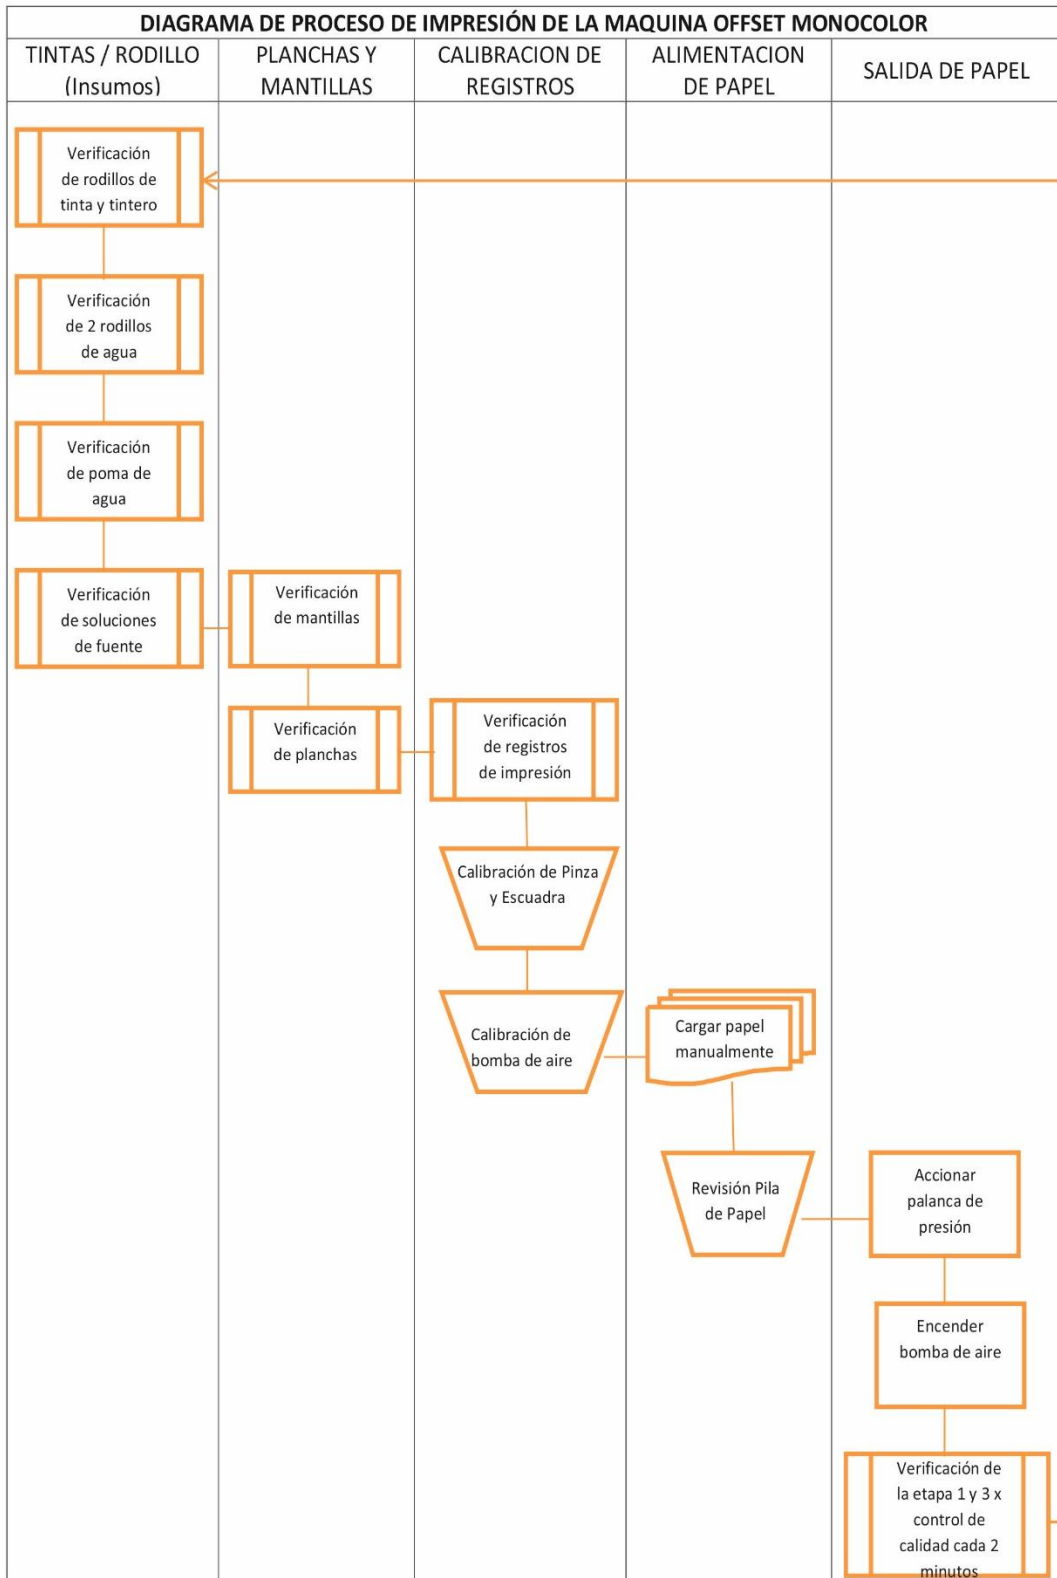 DIAGRAMA DE PROCESO DE IMPRESIÓN DE LA MAQUINA OFFSET MONOCOLOR
TINTAS / RODILLO
(Insumos)
PLANCHAS Y
MANTILLAS
CALIBRACION DE
REGISTROS
ALIMENTACION
DE PAPEL
SALIDA DE PAPEL
Verificación
de rodillos de
tinta y tintero
Verificación
de 2 rodillos
de agua
Verificación
de poma de
agua
Verificación
de soluciones
de fuente
Verificación
de mantillas
Verificación
de planchas
Verificación
de registros
de impresión
Calibración de Pinza
y Escuadra
Calibración de
bomba de aire
Cargar papel
manualmente
Revisión Pila
de Papel
Accionar
palanca de
presión
Encender
bomba de aire
Verificación de
la etapa 1 y 3 x
control de
calidad cada 2
minutos